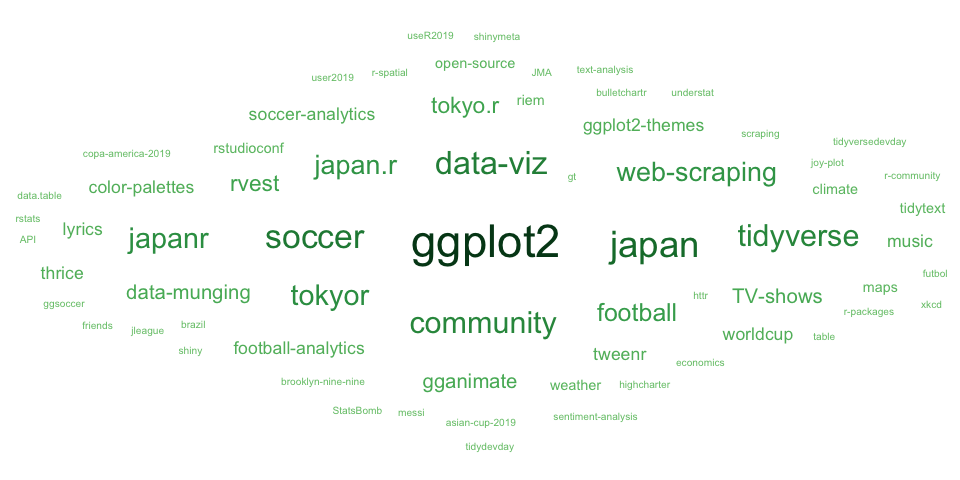 useR2019 shinymeta
open-source
user2019 r-spatial JMA text-analysis
tokyo.r riem bulletchartr understat
soccer-analytics ggplot2-themes
scraping
copa-america-2019 rstudioconf tidyversedevday
japan.r data-viz web-scraping joy-plot
color-palettes rvest gt climate r-community
data.table
rstats lyrics tidytext
API japanr soccer ggplot2 japan tidyverse music
thrice futbol
ggsoccer data-munging tokyor httr TV-shows maps xkcd
friends jleague brazil community football r-packages
shiny football-analytics tweenr worldcup table
economics
brooklyn-nine-nine gganimate weather highcharter
StatsBomb messi asian-cup-2019 sentiment-analysis
tidydevday